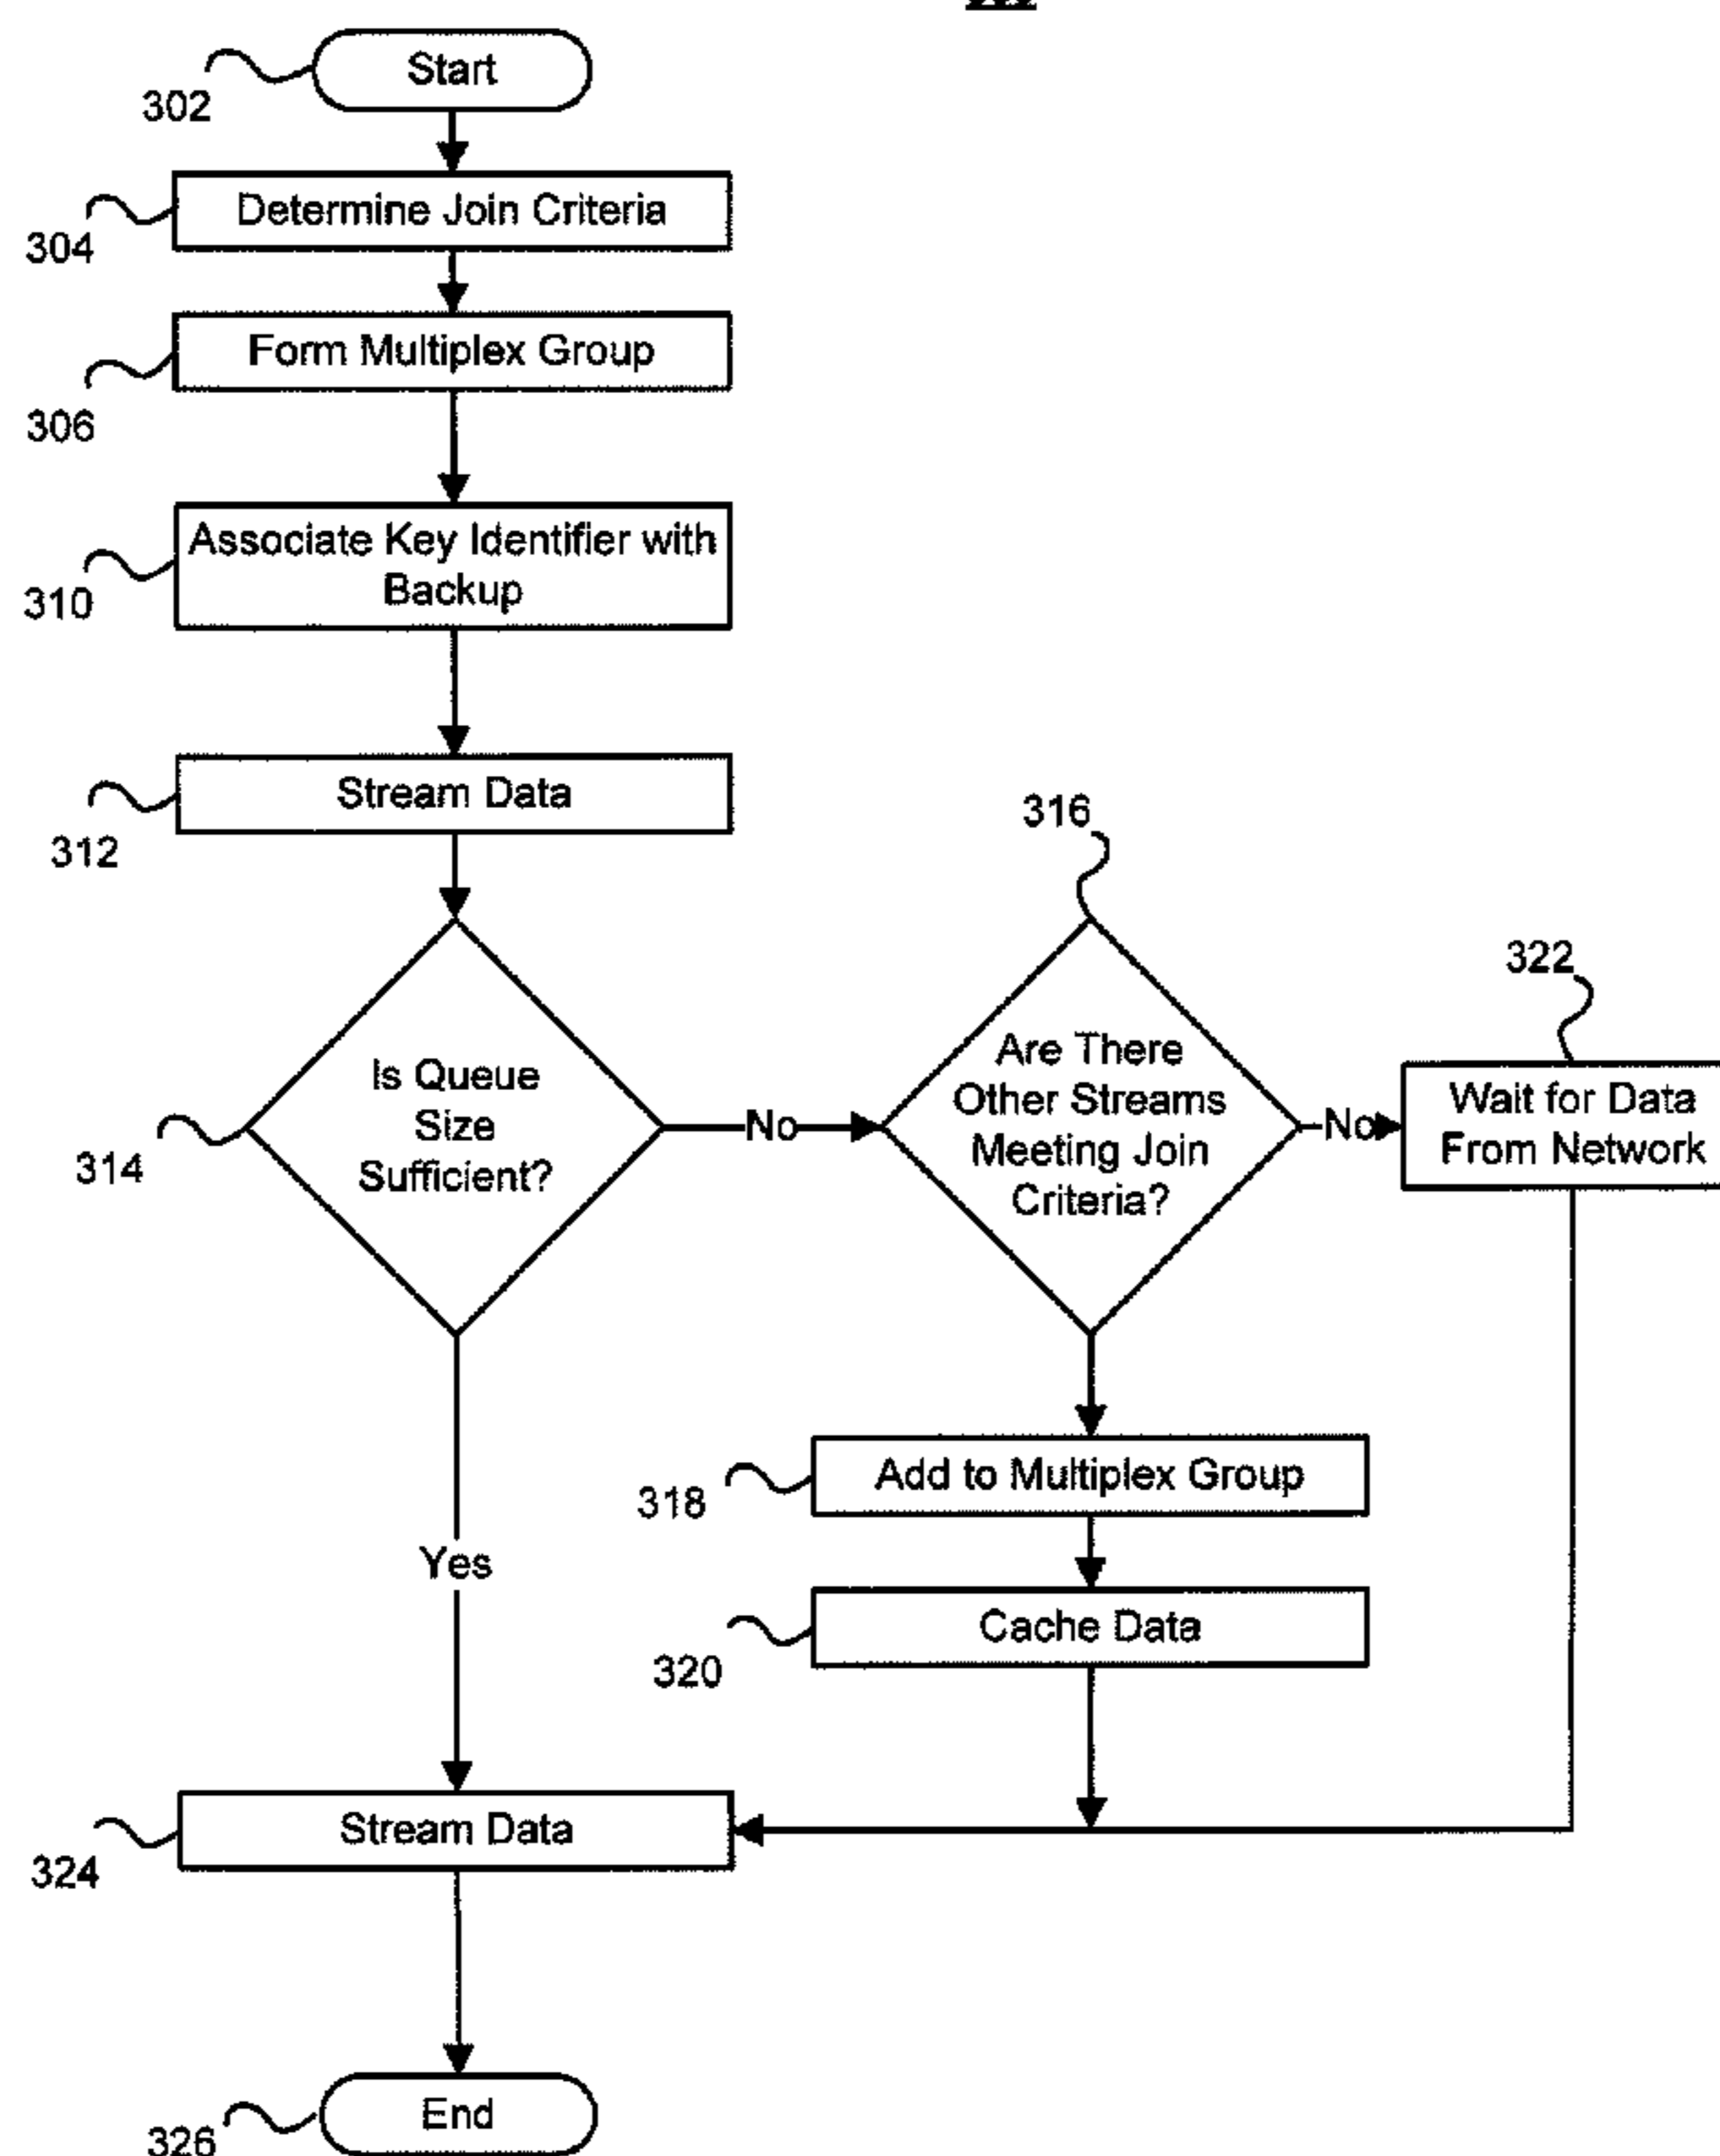 Start
302
Determine Join Criteria
304
Form Multiplex Group
306
Associate Key Identifier with
Backup
310
Stream Data
312
316
322
Is Queue
Size
Sufficient?
314
No
Are There
Other Streams
Meeting Join
Criteria?
No
Wait for Data
From Network
Add to Multiplex Group
318
Yes
Cache Data
320
Stream Data
324
End
326